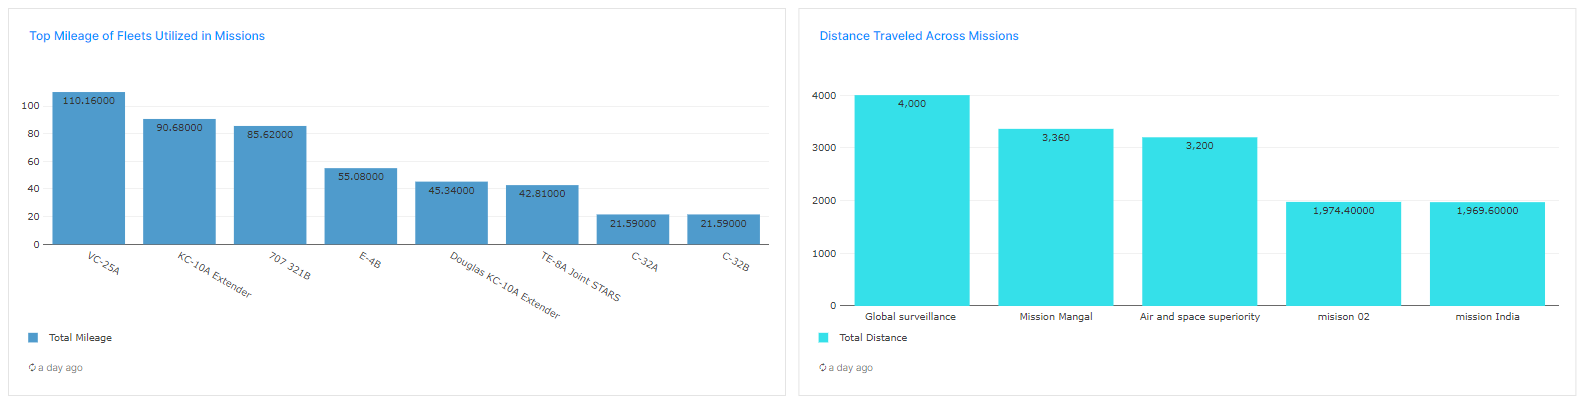 Top Mileage of Fleets Utilized in Missions
100
80
60
40
20
0
110.16000
90.68000
85.62000
55.08000
45.34000
42.81000
21.59000
21.59000
VC-25A
KC-10A Extender
707 321B
E-4B
Douglas KC-10A Extender
TE-8A Joint STARS
C-32A
C-32B
Total Mileage
a day ago
Distance Traveled Across Missions
4000
3000
2000
1000
0
4,000
3,360
3,200
1,974.40000
1,969.60000
Global surveillance
Mission Mangal
Air and space superiority
misison 02
mission India
Total Distance
a day ago